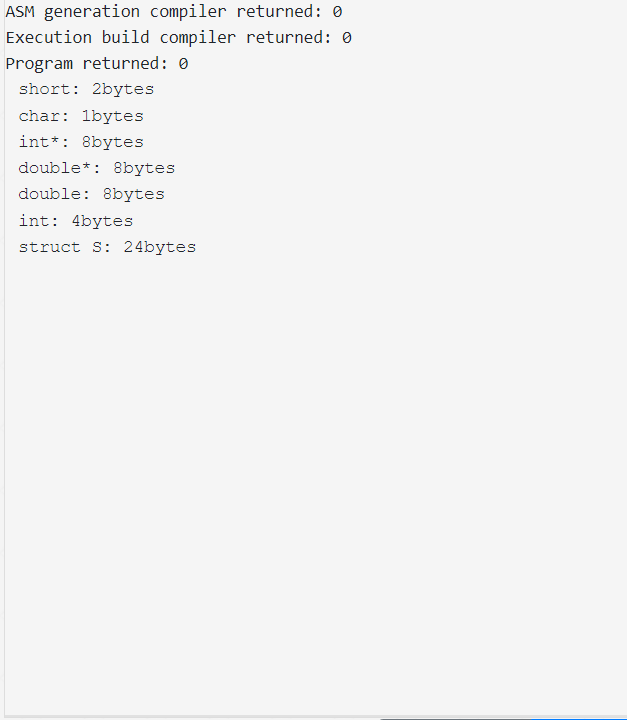 ASM generation compiler returned: 0
Execution build compiler returned: 0
Program returned: 0
short: 2bytes
char: 1bytes
int*: 8bytes
double*: 8bytes
double: 8bytes
int: 4bytes
struct S: 24bytes